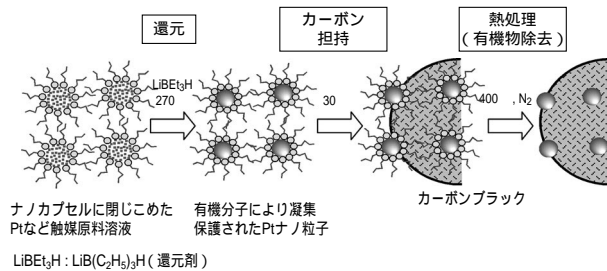 還元
カーボン
担持
熱処理
(有機物除去)
LiBEt₃H
270
30
400 , N₂
ナノカプセルに閉じこめた
Ptなど触媒原料溶液
有機分子により凝集
保護されたPtナノ粒子
カーボンブラック
LiBEt₃H : LiB(C₂H₅)₃H(還元剤)